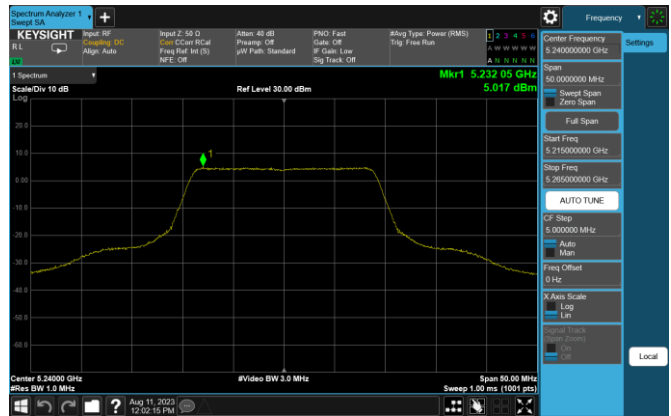 Spectrum Analyzer 1
Swept SA
+
Frequency
KEYSIGHT
RL
LV
Input: RF
Coupling: DC
Align: Auto
Input Z: 50 Ω
Corr CCorr RCal
Freq Ref: Int (S)
NFE: Off
Atten: 40 dB
Preamp: Off
µW Path: Standard
PNO: Fast
Gate: Off
IF Gain: Low
Sig Track: Off
#Avg Type: Power (RMS)
Trig: Free Run
1 2 3 4 5 6
A W W W W W
A N N N N N
1 Spectrum
Scale/Div 10 dB
Log
Ref Level 30.00 dBm
Mkr1 5.232 05 GHz
5.017 dBm
1
20.0
10.0
0.00
-10.0
-20.0
-30.0
-40.0
-50.0
-60.0
Center 5.24000 GHz
#Res BW 1.0 MHz
#Video BW 3.0 MHz
Span 50.00 MHz
Sweep 1.00 ms (1001 pts)
Center Frequency
5.240000000 GHz
Span
50.0000000 MHz
Swept Span
Zero Span
Full Span
Start Freq
5.215000000 GHz
Stop Freq
5.265000000 GHz
AUTO TUNE
CF Step
5.000000 MHz
Auto
Man
Freq Offset
0 Hz
X Axis Scale
Log
Lin
Signal Track
(Span Zoom)
On
Off
Settings
Local
?
Aug 11, 2023
12:02:15 PM